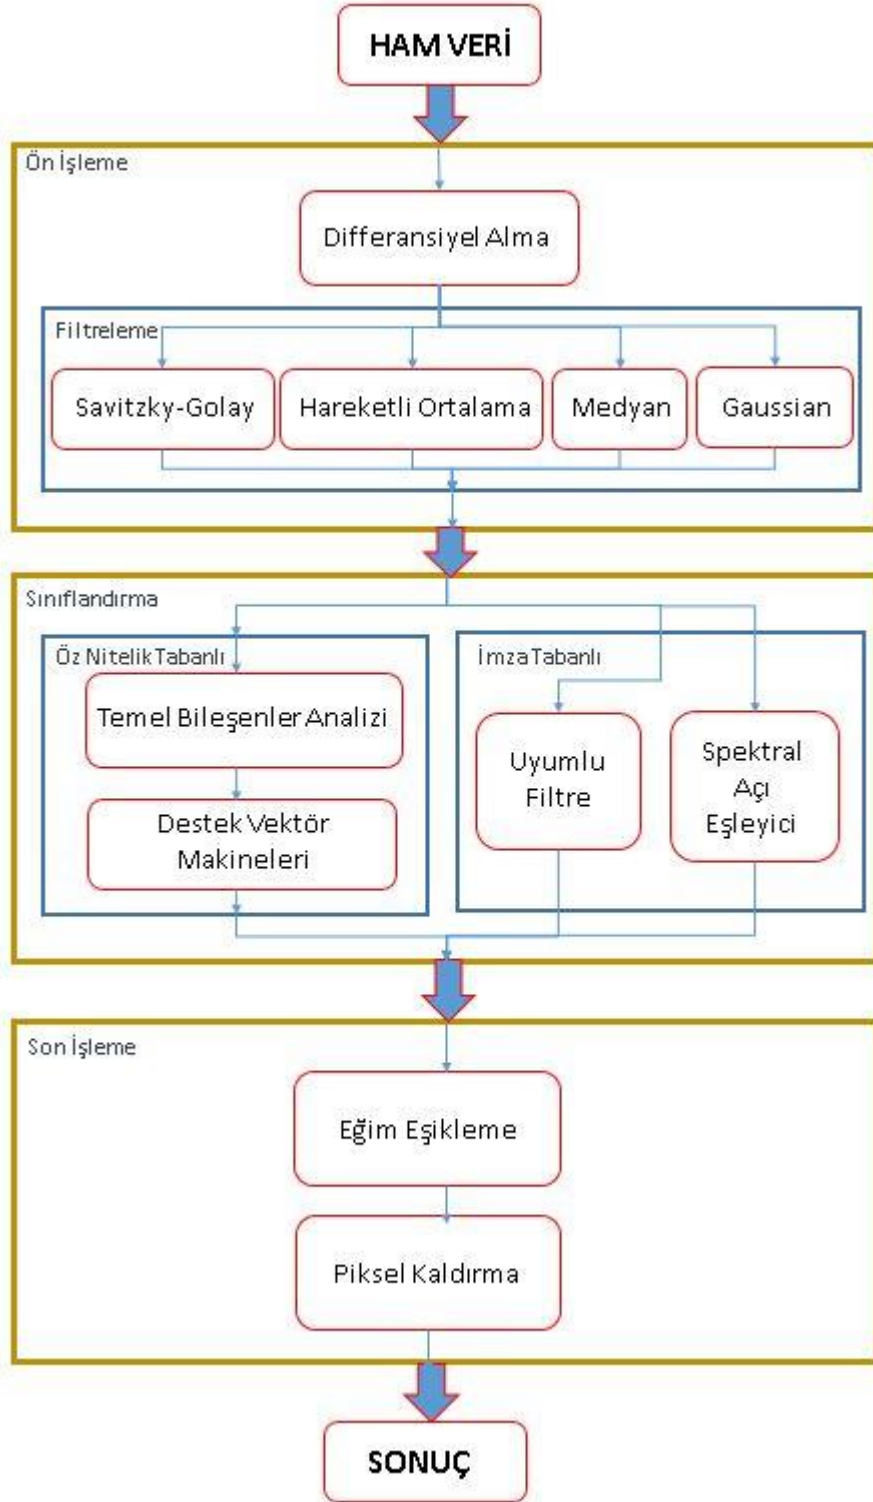 HAM VERİ
Ön İşleme
Differansiyel Alma
Filtreleme
Savitzky-Golay
Hareketli Ortalama
Medyan
Gaussian
Sınıflandırma
Öz Nitelik Tabanlı
Temel Bileşenler Analizi
Destek Vektör
Makineleri
İmza Tabanlı
Uyumlu
Filtre
Spektral
Açı
Eşleyici
Son İşleme
Eğim Eşikleme
Piksel Kaldırma
SONUÇ